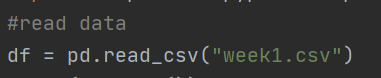 #read data
df = pd.read_csv("week1.csv")